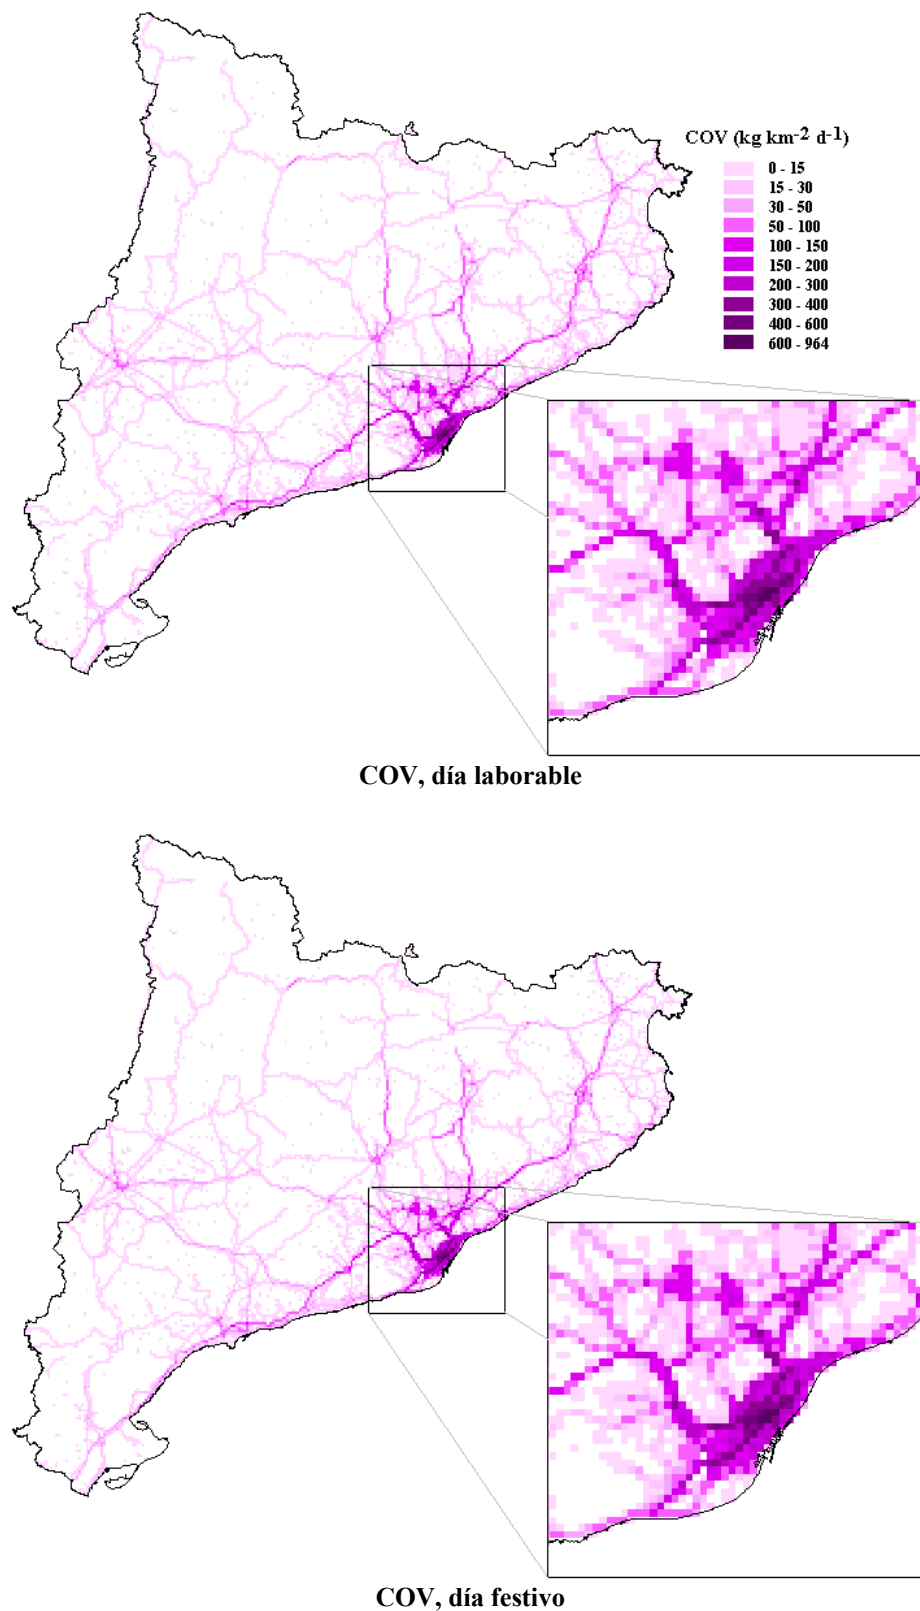 COV (kg km-2 d-1)
0 - 15
15 - 30
30 - 50
50 - 100
100 - 150
150 - 200
200 - 300
300 - 400
400 - 600
600 - 964
COV, día laborable
COV, día festivo